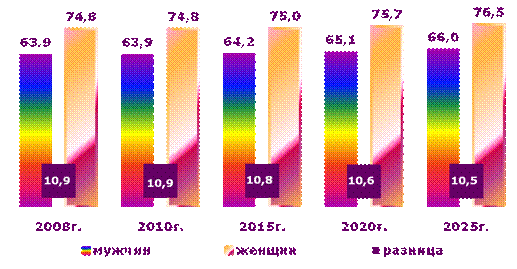 63,9 74,8 63,9 74,8 64,2 75,0 65,1 75,7 66,0 76,5
10,9 10,9 10,8 10,6 10,5
2008г. 2010г. 2015г. 2020г. 2025г.
мужчин женщин разница